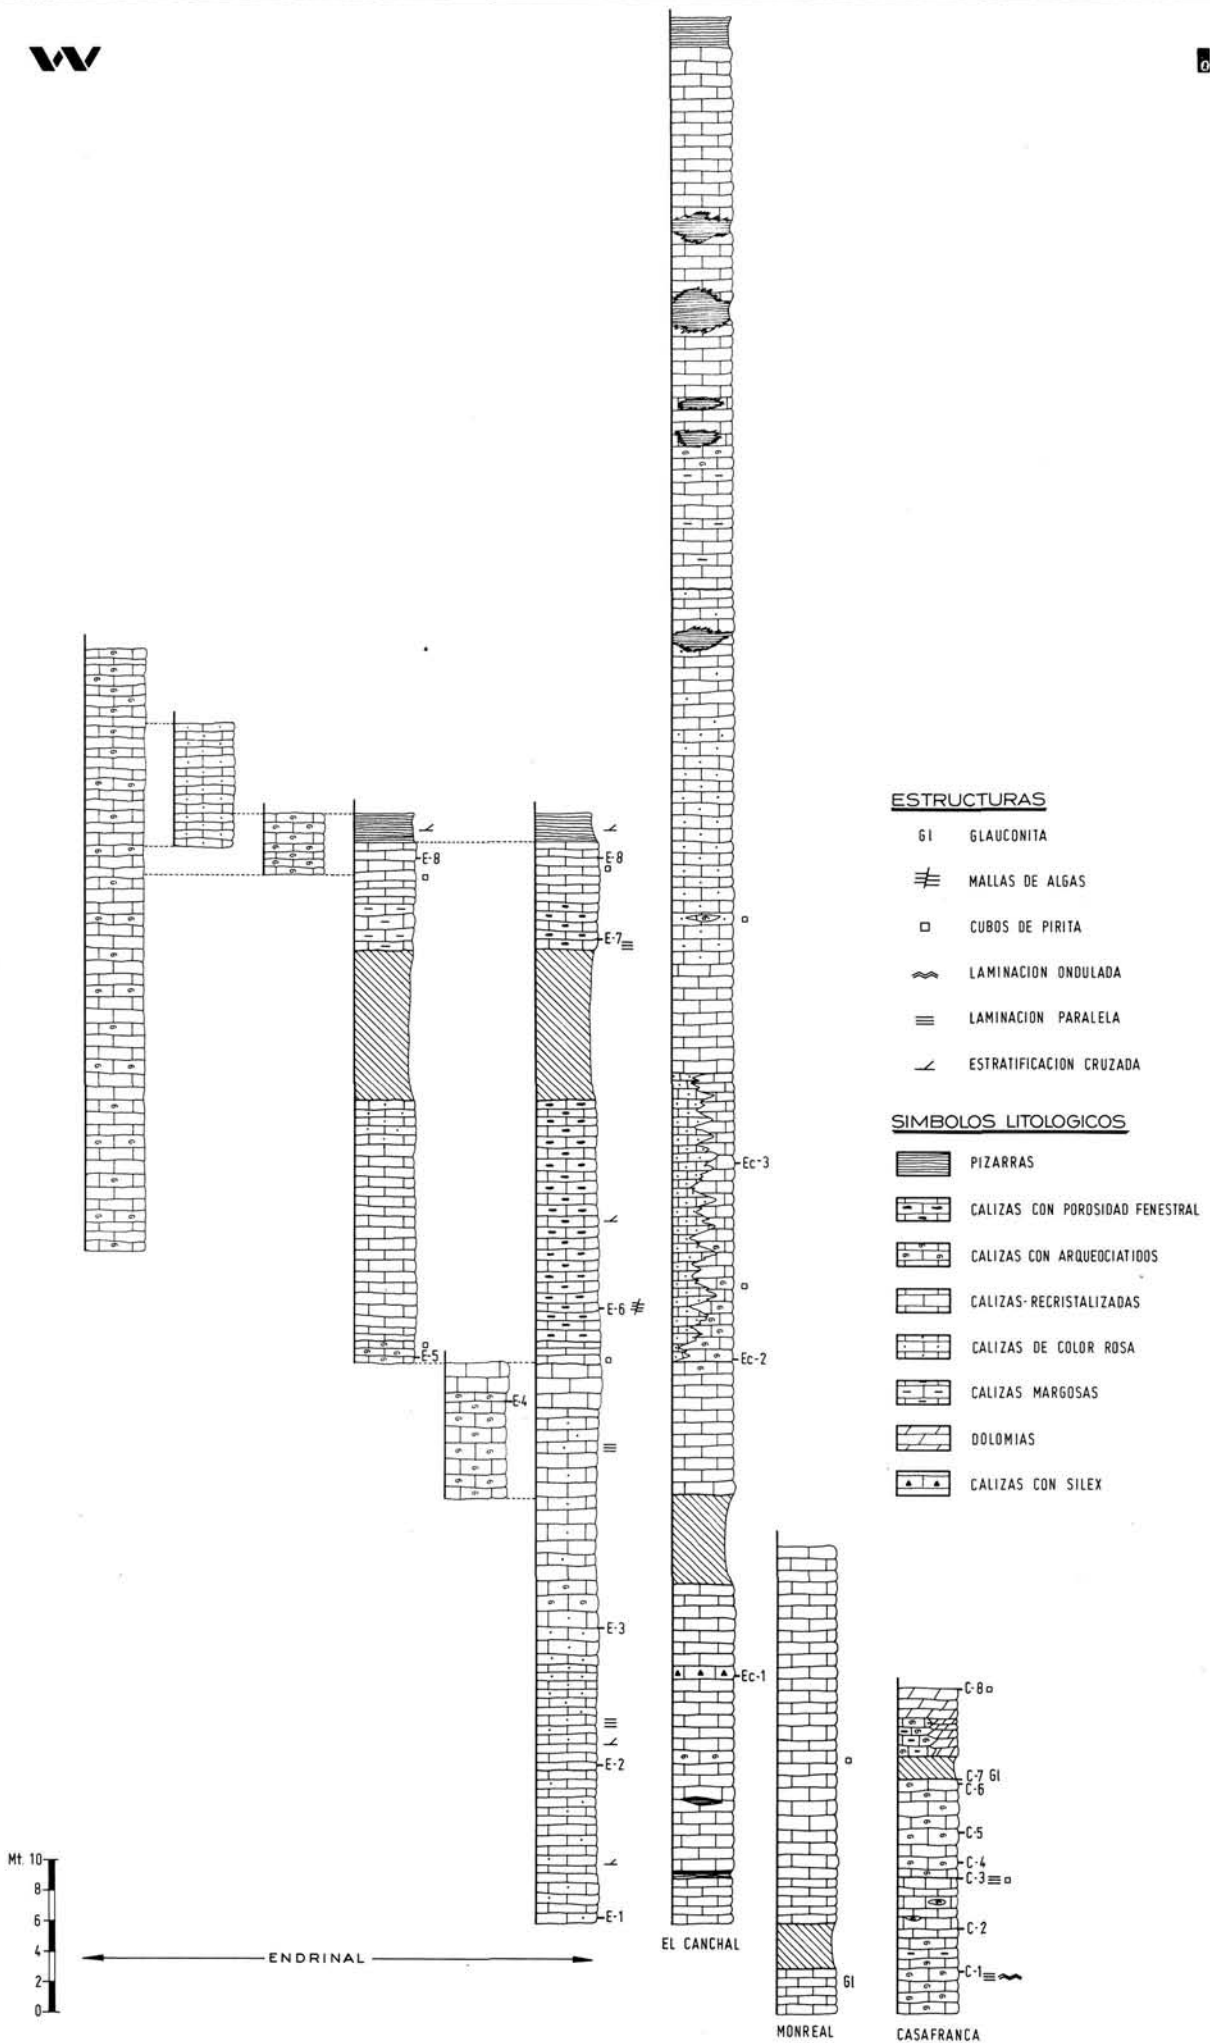 W
E-8
E-8
E-7
Ec-3
E-6
E-5
Ec-2
E-4
E-3
Ec-1
E-2
E-1
C-8
C-7 Gl
C-6
C-5
C-4
C-3
C-2
C-1
Gl
Mt. 10
8
6
4
2
0
ENDRINAL
EL CANCHAL
MONREAL
CASAFRANCA
ESTRUCTURAS
Gl GLAUCONITA
MALLAS DE ALGAS
CUBOS DE PIRITA
LAMINACION ONDULADA
LAMINACION PARALELA
ESTRATIFICACION CRUZADA
SIMBOLOS LITOLOGICOS
PIZARRAS
CALIZAS CON POROSIDAD FENESTRAL
CALIZAS CON ARQUEOCIATIDOS
CALIZAS-RECRISTALIZADAS
CALIZAS DE COLOR ROSA
CALIZAS MARGOSAS
DOLOMIAS
CALIZAS CON SILEX